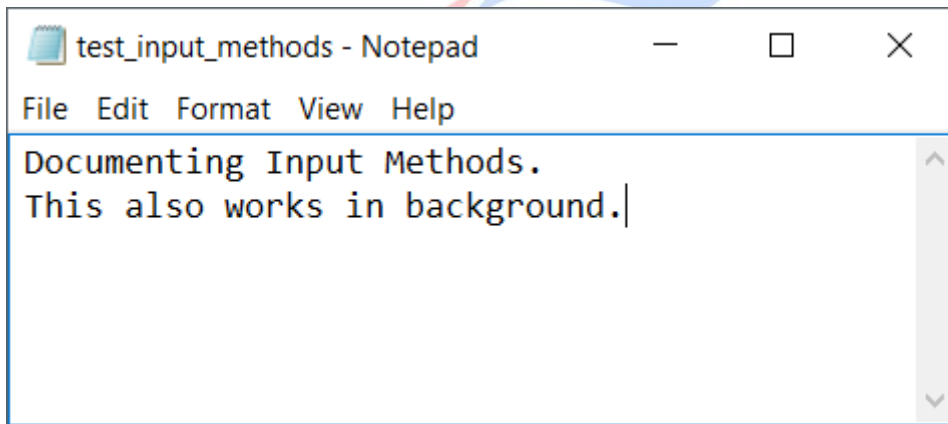 test_input_methods - Notepad
File Edit Format View Help
Documenting Input Methods.
This also works in background.